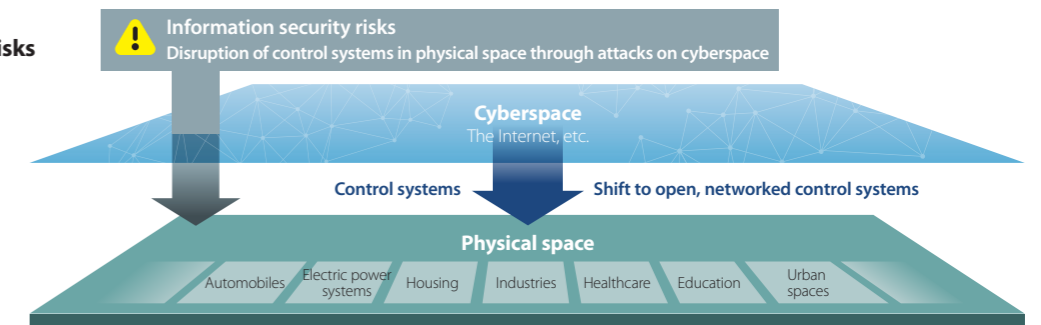 isks
Information security risks
Disruption of control systems in physical space through attacks on cyberspace
Cyberspace
The Internet, etc.
Control systems
Shift to open, networked control systems
Physical space
Automobiles
Electric power
systems
Housing
Industries
Healthcare
Education
Urban
spaces